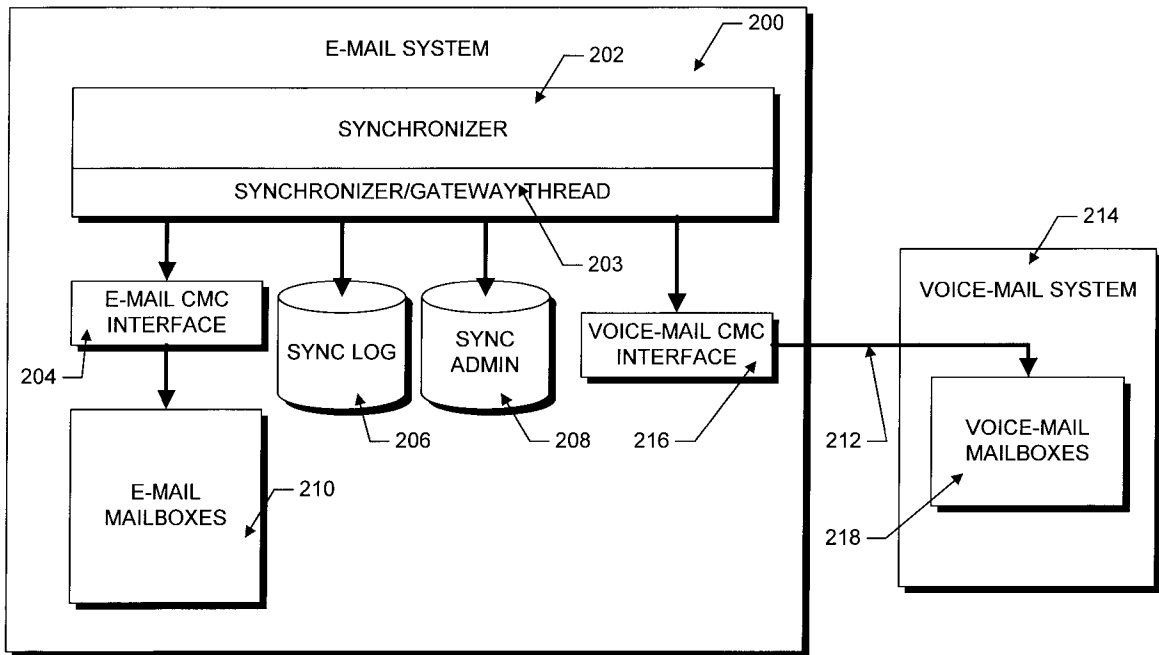 E-MAIL SYSTEM
200
202
SYNCHRONIZER
SYNCHRONIZER/GATEWAY THREAD
203
214
E-MAIL CMC
INTERFACE
204
SYNC LOG
206
SYNC
ADMIN
208
VOICE-MAIL CMC
INTERFACE
216
212
VOICE-MAIL SYSTEM
VOICE-MAIL
MAILBOXES
218
E-MAIL
MAILBOXES
210